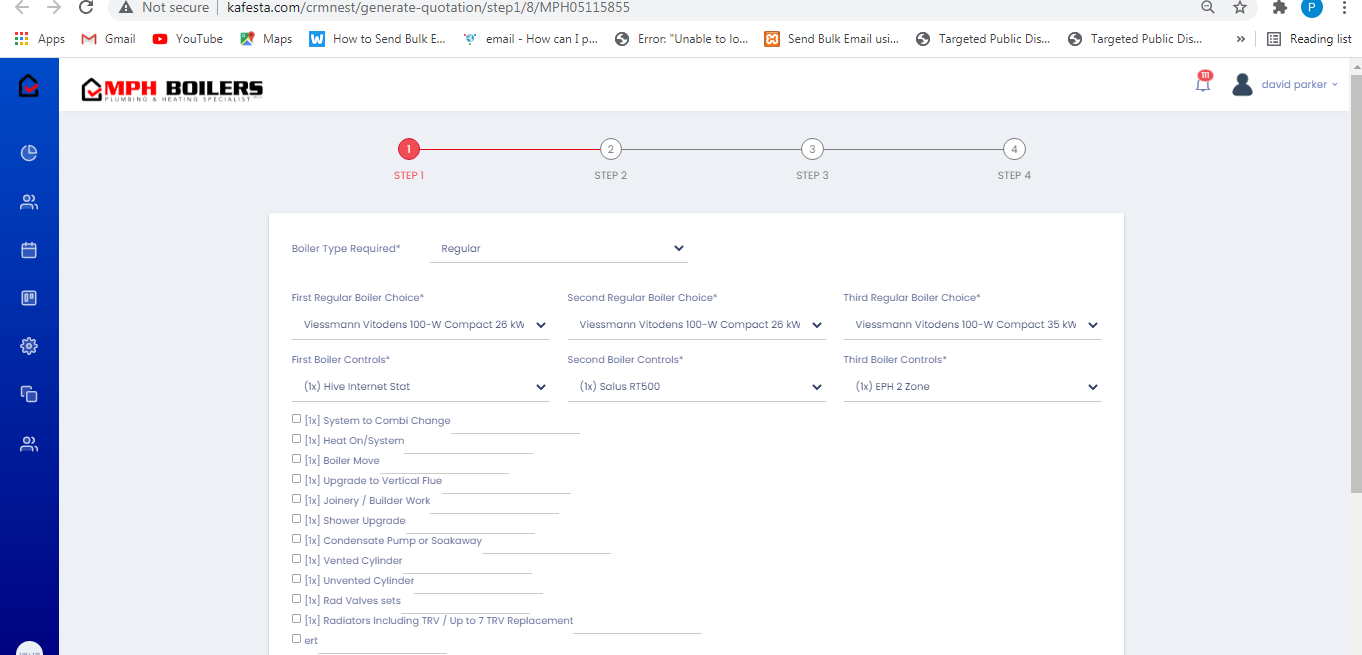 Not secure | kafesta.com/crmnest/generate-quotation/step1/8/MPH05115855 P
Apps Gmail YouTube Maps How to Send Bulk E... email - How can I p... Error: "Unable to lo... Send Bulk Email usi... Targeted Public Dis... Targeted Public Dis... » Reading list
MPH BOILERS
PLUMBING & HEATING SPECIALIST
111
david parker
1 2 3 4
STEP 1 STEP 2 STEP 3 STEP 4
Boiler Type Required* Regular
First Regular Boiler Choice* Second Regular Boiler Choice* Third Regular Boiler Choice*
Viessmann Vitodens 100-W Compact 26 kW Viessmann Vitodens 100-W Compact 26 kW Viessmann Vitodens 100-W Compact 35 kW
First Boiler Controls* Second Boiler Controls* Third Boiler Controls*
(1x) Hive Internet Stat (1x) Salus RT500 (1x) EPH 2 Zone
[1x] System to Combi Change
[1x] Heat On/System
[1x] Boiler Move
[1x] Upgrade to Vertical Flue
[1x] Joinery / Builder Work
[1x] Shower Upgrade
[1x] Condensate Pump or Soakaway
[1x] Vented Cylinder
[1x] Unvented Cylinder
[1x] Rad Valves sets
[1x] Radiators Including TRV / Up to 7 TRV Replacement
ert